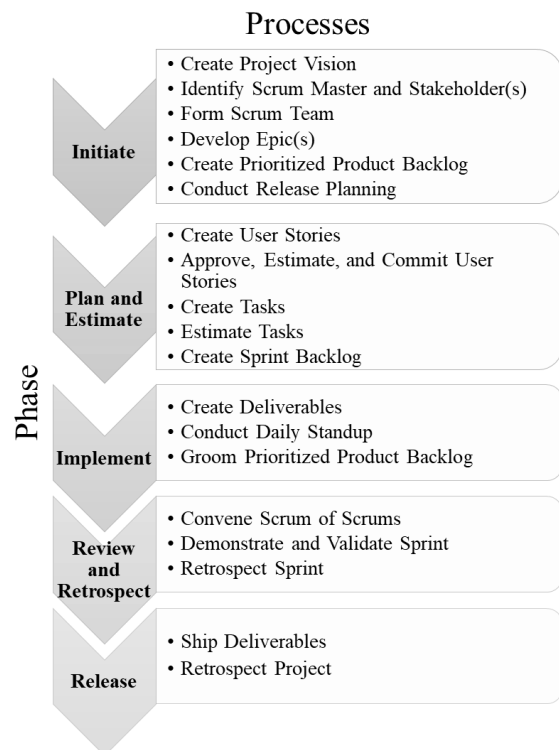 Processes
Phase
Initiate
• Create Project Vision
• Identify Scrum Master and Stakeholder(s)
• Form Scrum Team
• Develop Epic(s)
• Create Prioritized Product Backlog
• Conduct Release Planning
Plan and
Estimate
• Create User Stories
• Approve, Estimate, and Commit User
Stories
• Create Tasks
• Estimate Tasks
• Create Sprint Backlog
Implement
• Create Deliverables
• Conduct Daily Standup
• Groom Prioritized Product Backlog
Review
and
Retrospect
• Convene Scrum of Scrums
• Demonstrate and Validate Sprint
• Retrospect Sprint
Release
• Ship Deliverables
• Retrospect Project